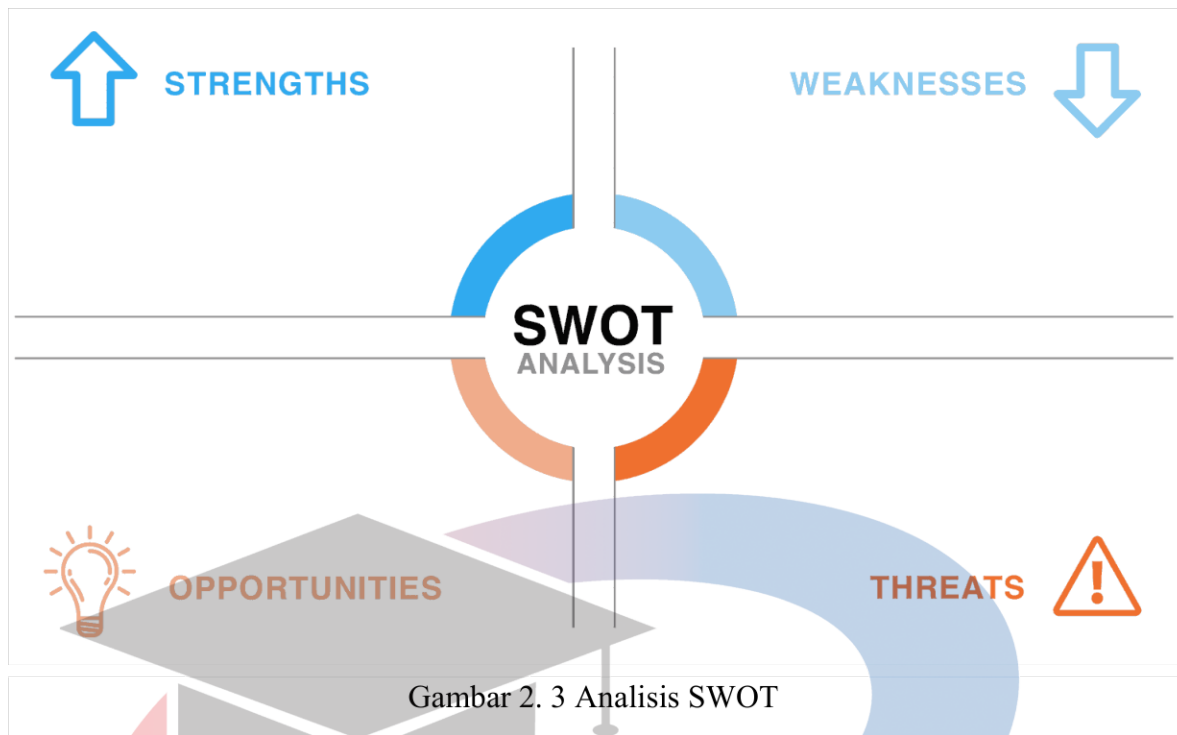 STRENGTHS
WEAKNESSES
SWOT
ANALYSIS
OPPORTUNITIES
THREATS
Gambar 2. 3 Analisis SWOT